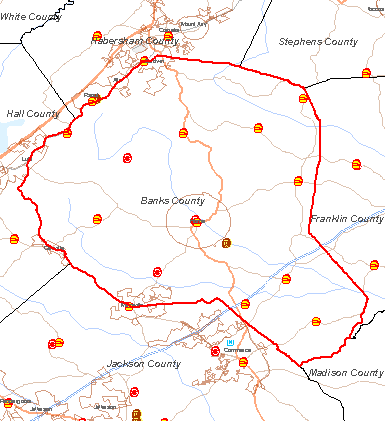 White County
Habersham County
Mount Airy
Stephens County
Hall County
Banks County
Franklin County
Commerce
Jackson County
Madison County
Jefferson